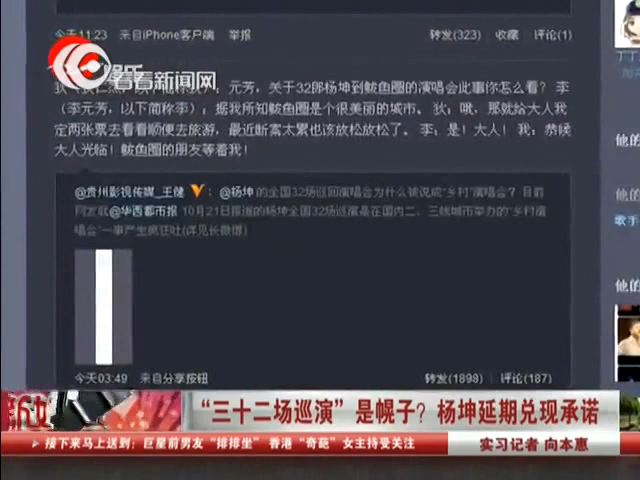 今天11:23 来自iPhone客户端 举报 转发(323) 收藏 评论(1)
看看新闻网
元芳，关于32郎杨坤到鲅鱼圈的演唱会此事你怎么看？李
（李元芳，以下简称李）：据我所知鲅鱼圈是个很美丽的城市。狄：哦，那就给大人我
定两张票去看看顺便去旅游，最近断案太累也该放松放松了。李：是！大人！我：恭候
大人光临！鲅鱼圈的朋友等着我！
@贵州影视传媒_王健 ：@杨坤的全国32场巡回演唱会为什么被说成"乡村"演唱会？目前
@华西都市报 10月21日报道的杨坤全国32场巡演是在国内二、三线城市举办的"乡村演
唱会"一事产生疯狂吐(详见长微博)
今天03:49 来自分享按钮 转发(1898) 评论(187)
他的
他的
歌手
他的
“三十二场巡演”是幌子？杨坤延期兑现承诺
接下来马上送到：巨星前男友“排排坐” 香港“奇葩”女主持受关注
实习记者 向本惠